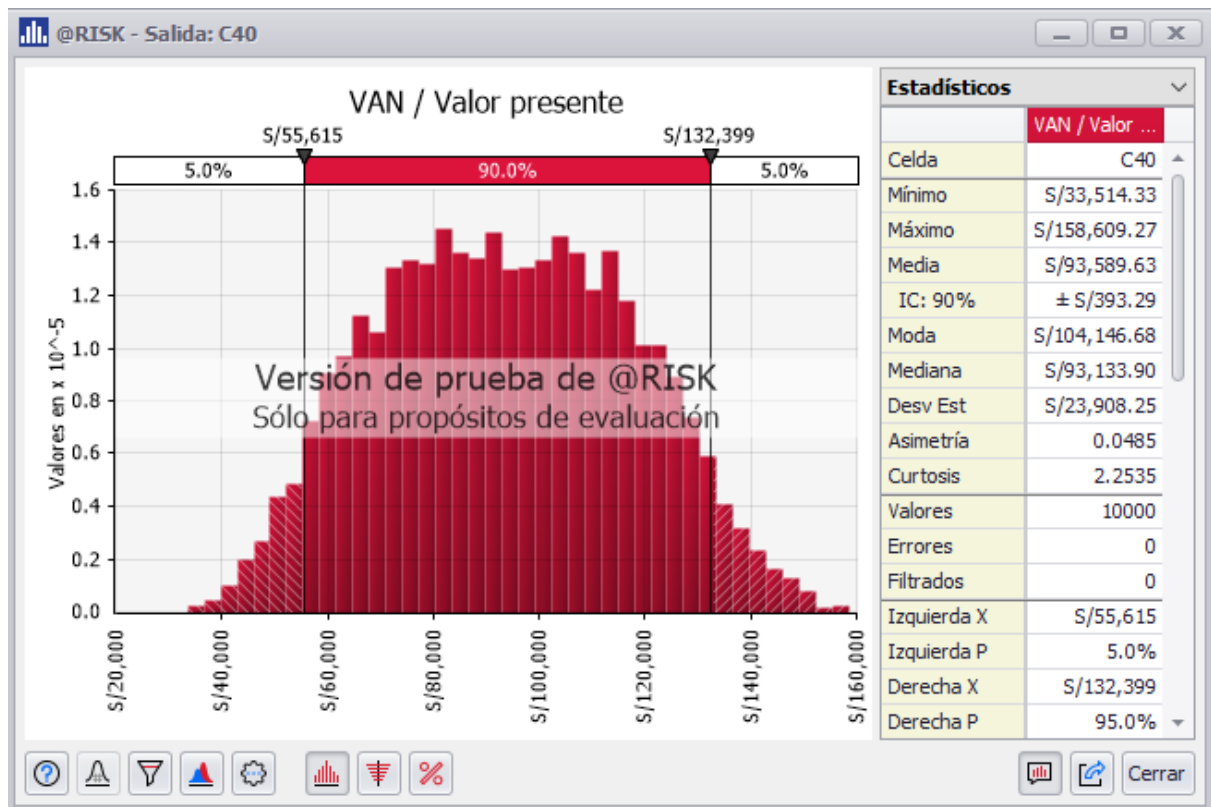 @RISK - Salida: C40
VAN / Valor presente
S/55,615 S/132,399
5.0% 90.0% 5.0%
1.6
1.4
1.2
1.0
0.8
0.6
0.4
0.2
0.0
Valores en x 10^-5
Versión de prueba de @RISK
Sólo para propósitos de evaluación
S/20,000
S/40,000
S/60,000
S/80,000
S/100,000
S/120,000
S/140,000
S/160,000
Estadísticos
VAN / Valor ...
Celda C40
Mínimo S/33,514.33
Máximo S/158,609.27
Media S/93,589.63
IC: 90% ± S/393.29
Moda S/104,146.68
Mediana S/93,133.90
Desv Est S/23,908.25
Asimetría 0.0485
Curtosis 2.2535
Valores 10000
Errores 0
Filtrados 0
Izquierda X S/55,615
Izquierda P 5.0%
Derecha X S/132,399
Derecha P 95.0%
Cerrar